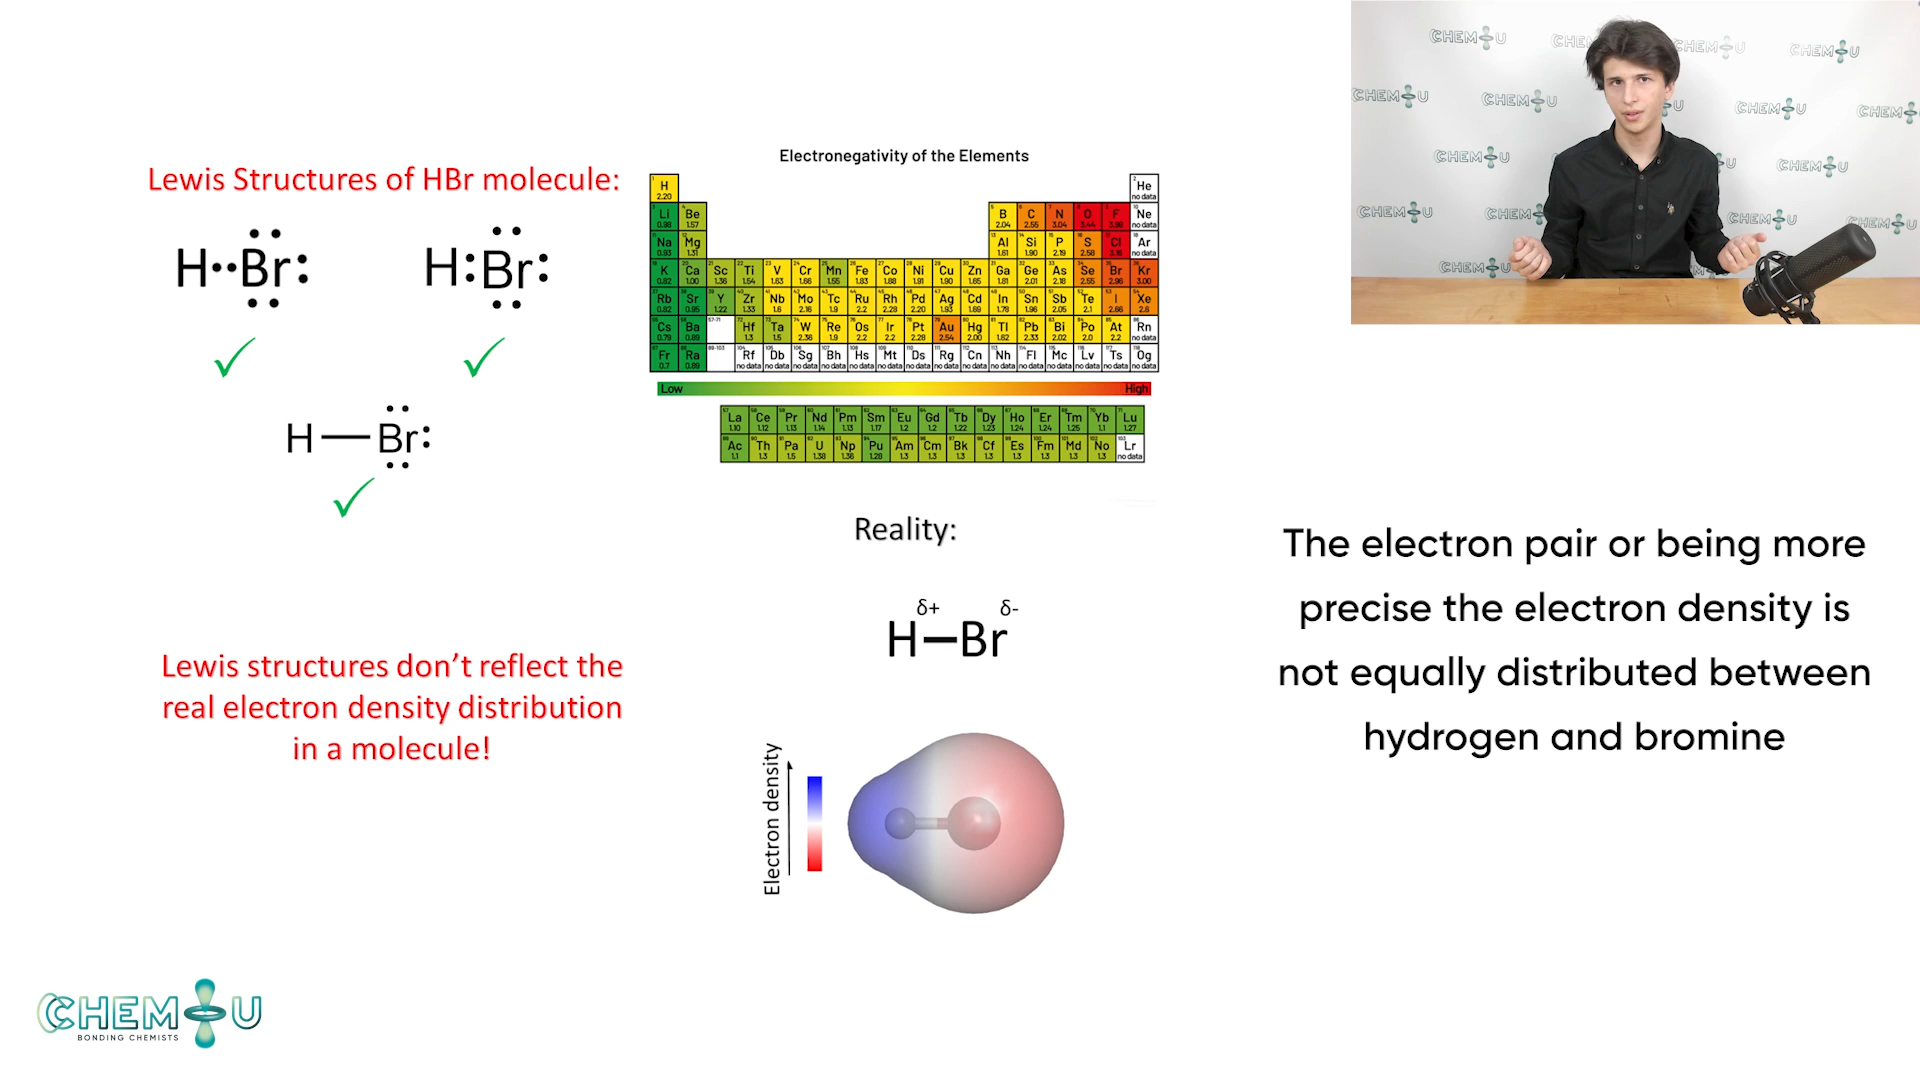 Lewis Structures of HBr molecule:
H••Br:
H:Br:
H—Br:
Lewis structures don't reflect the
real electron density distribution
in a molecule!
Electronegativity of the Elements
H He
2.20 no data
Li Be B C N O F Ne
0.98 1.57 2.04 2.55 3.04 3.44 3.98 no data
Na Mg Al Si P S Cl Ar
0.93 1.31 1.61 1.90 2.19 2.58 3.16 no data
K Ca Sc Ti V Cr Mn Fe Co Ni Cu Zn Ga Ge As Se Br Kr
0.82 1.00 1.36 1.54 1.63 1.66 1.55 1.83 1.88 1.91 1.90 1.65 1.81 2.01 2.18 2.55 2.96 3.00
Rb Sr Y Zr Nb Mo Tc Ru Rh Pd Ag Cd In Sn Sb Te I Xe
0.82 0.95 1.22 1.33 1.6 2.16 1.9 2.2 2.28 2.20 1.93 1.69 1.78 1.96 2.05 2.1 2.66 2.6
Cs Ba 57-71 Hf Ta W Re Os Ir Pt Au Hg Tl Pb Bi Po At Rn
0.79 0.89 1.3 1.5 2.36 1.9 2.2 2.2 2.28 2.54 2.00 1.62 2.33 2.02 2.0 2.2 no data
Fr Ra 89-103 Rf Db Sg Bh Hs Mt Ds Rg Cn Nh Fl Mc Lv Ts Og
0.7 0.89 no data no data no data no data no data no data no data no data no data no data no data no data no data no data no data
Low High
La Ce Pr Nd Pm Sm Eu Gd Tb Dy Ho Er Tm Yb Lu
1.10 1.12 1.13 1.14 1.13 1.17 1.2 1.2 1.22 1.23 1.24 1.24 1.25 1.1 1.27
Ac Th Pa U Np Pu Am Cm Bk Cf Es Fm Md No Lr
1.1 1.3 1.5 1.38 1.36 1.28 1.3 1.3 1.3 1.3 1.3 1.3 1.3 1.3 no data
Reality:
δ+ δ-
H—Br
Electron density
The electron pair or being more
precise the electron density is
not equally distributed between
hydrogen and bromine
CHEM U
BONDING CHEMISTS